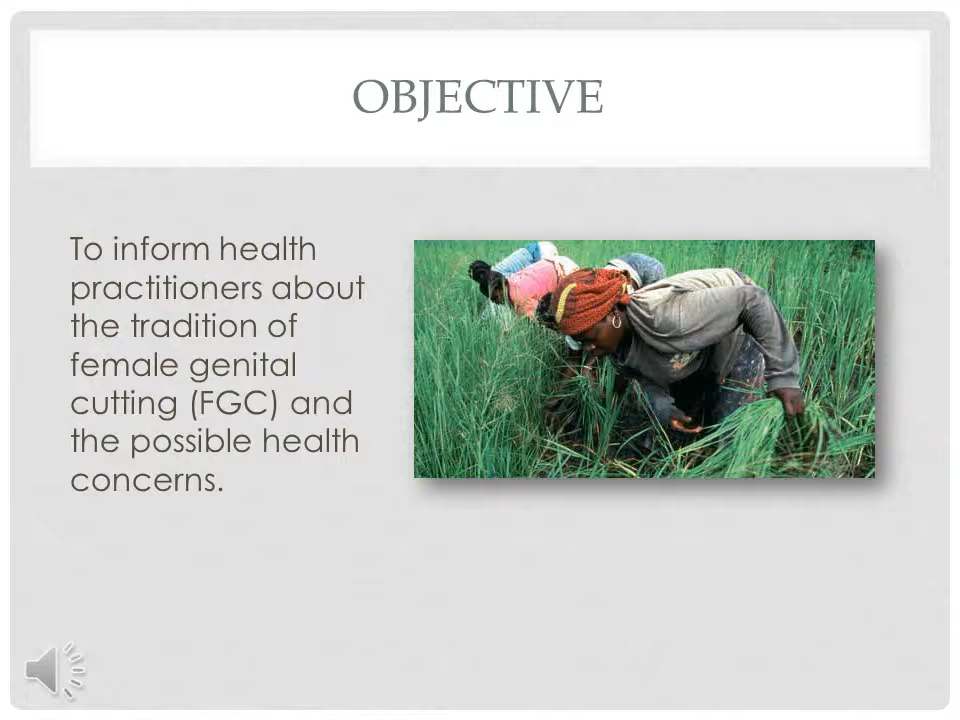 OBJECTIVE
To inform health
practitioners about
the tradition of
female genital
cutting (FGC) and
the possible health
concerns.